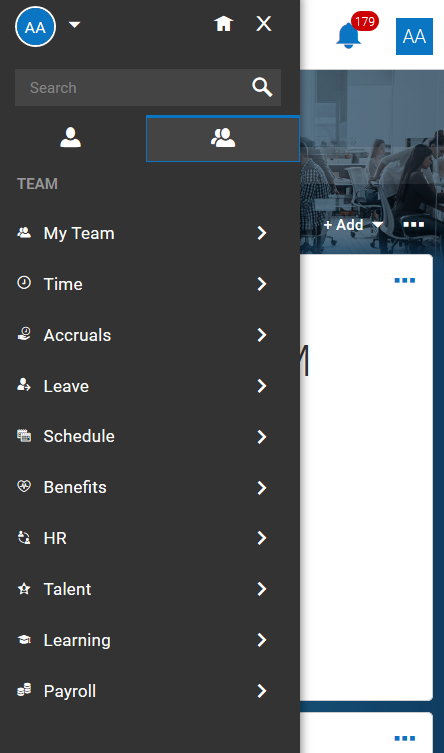 AA
X
179
AA
Search
TEAM
+ Add
My Team
Time
Accruals
M
Leave
Schedule
Benefits
HR
Talent
Learning
Payroll